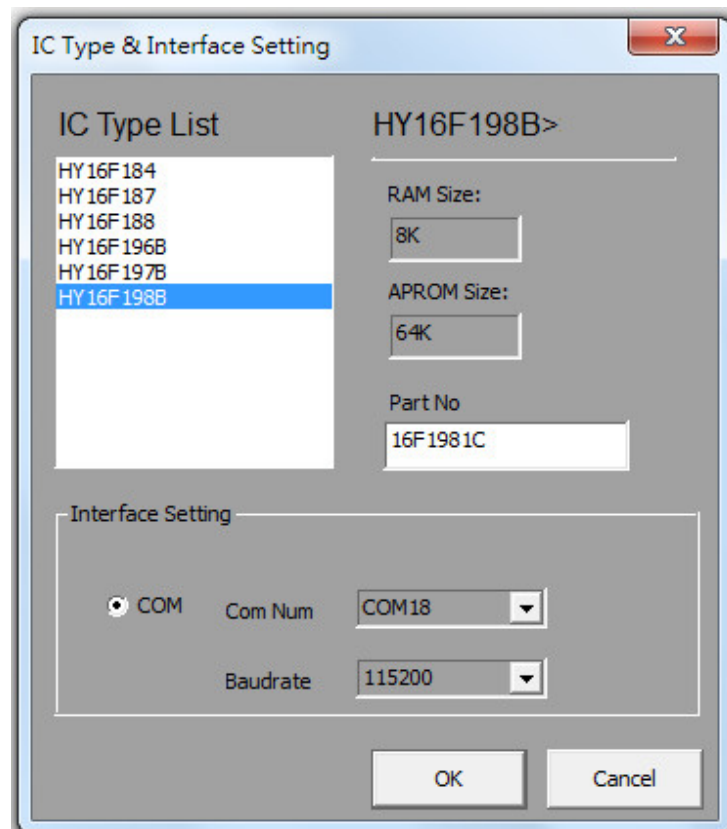 IC Type & Interface Setting
IC Type List
HY16F184
HY16F187
HY16F188
HY16F196B
HY16F197B
HY16F198B
HY16F198B>
RAM Size:
8K
APROM Size:
64K
Part No
16F1981C
Interface Setting
COM
Com Num
COM18
Baudrate
115200
OK
Cancel